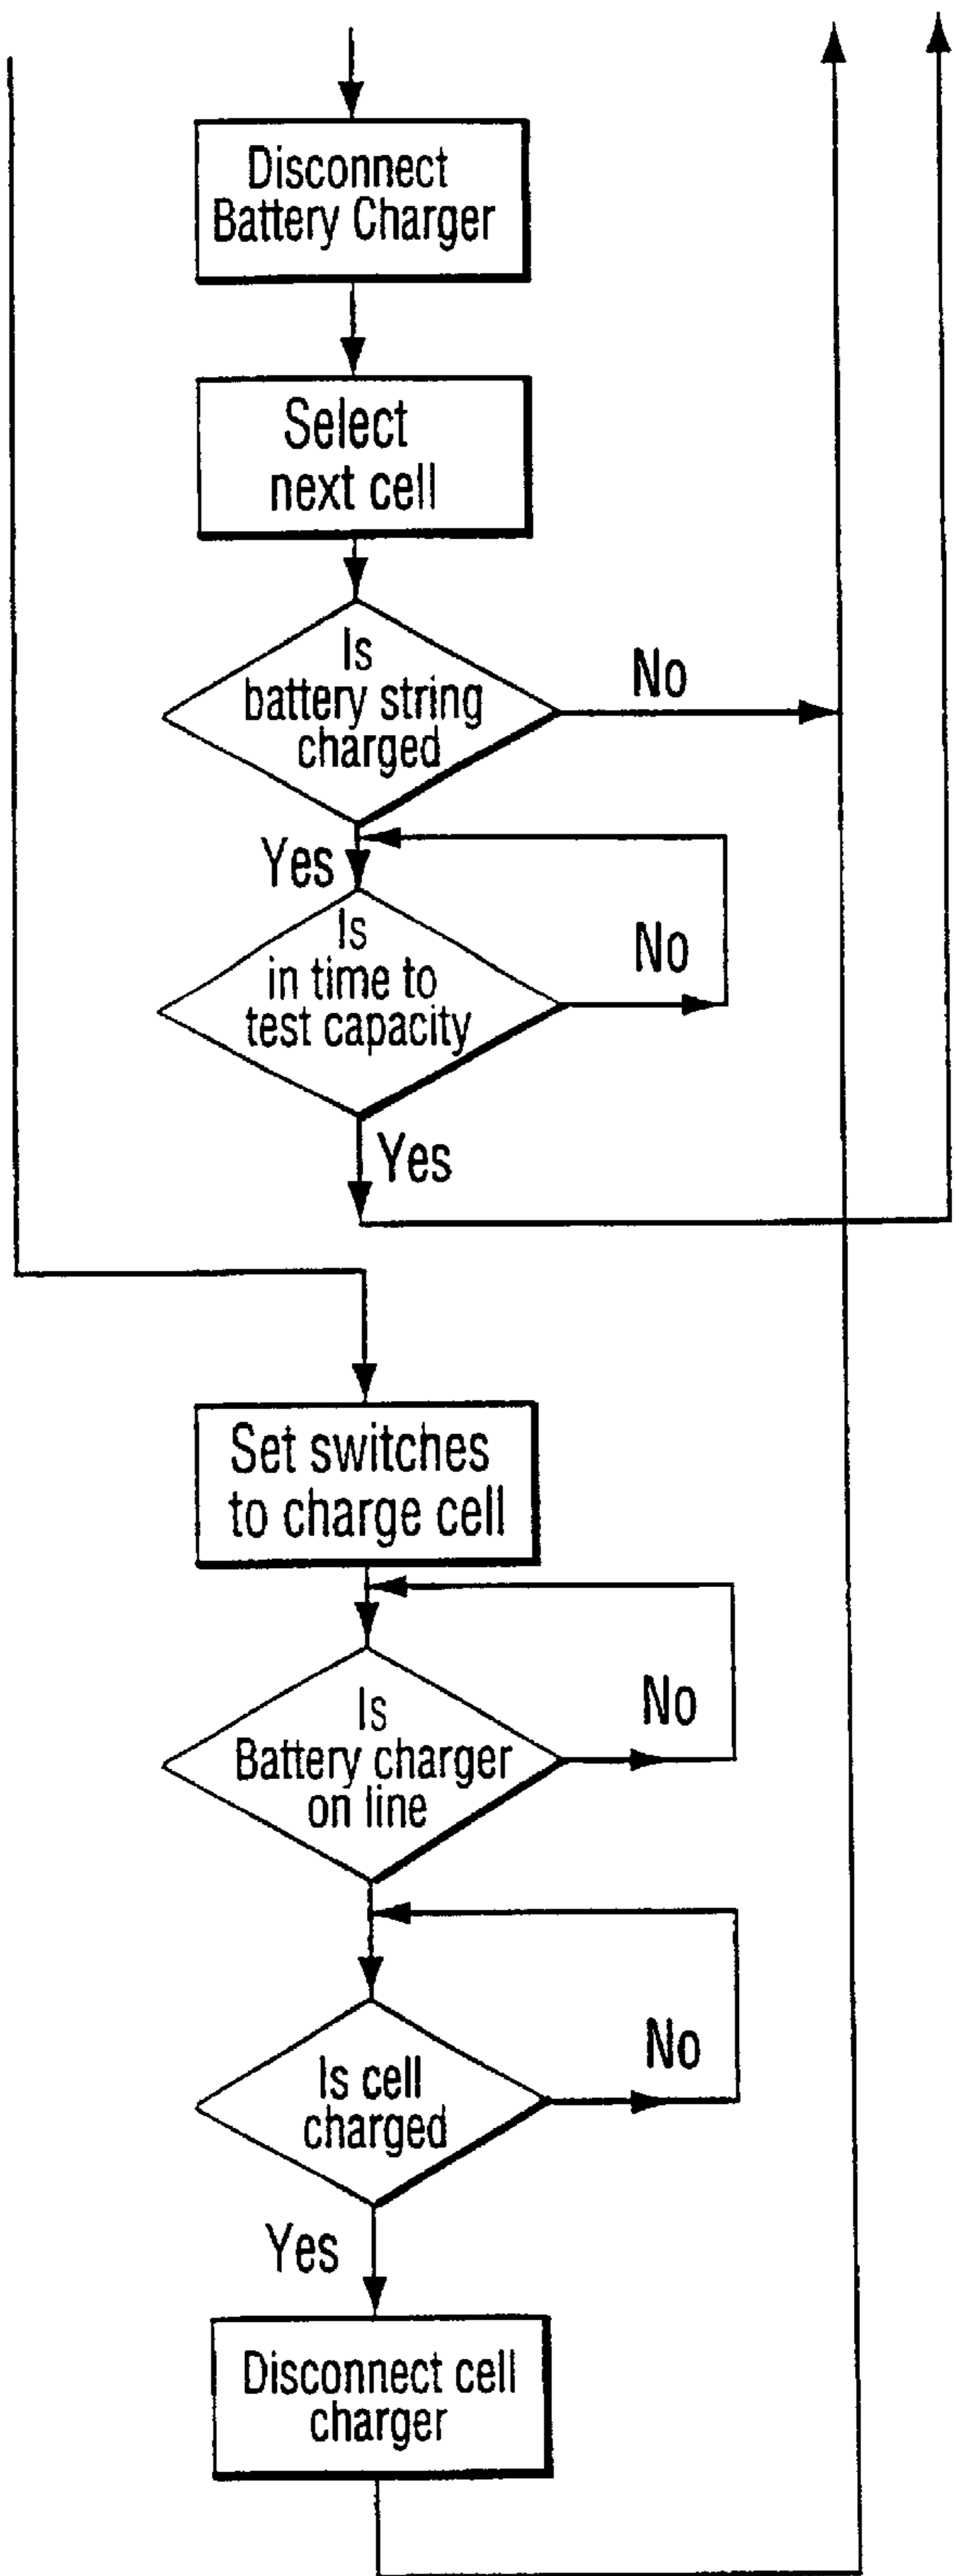 Disconnect
Battery Charger
Select
next cell
Is
battery string
charged
No
Yes
Is
in time to
test capacity
No
Yes
Set switches
to charge cell
Is
Battery charger
on line
No
Is cell
charged
No
Yes
Disconnect cell
charger